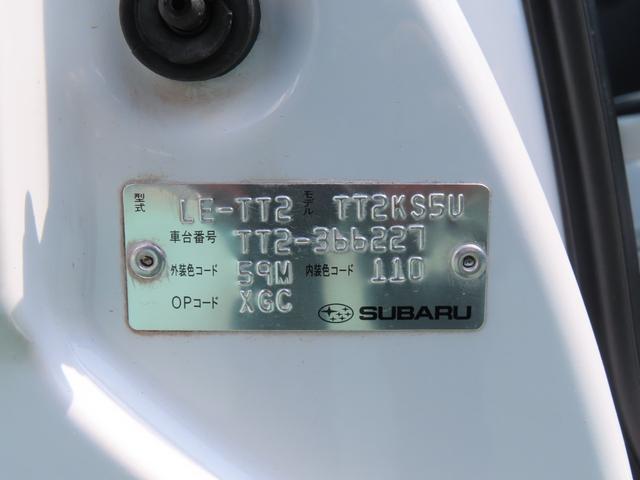 型式 LE-TT2 モデル TT2KS5U
車台番号 TT2-366227
外装色コード 59M 内装色コード 110
OPコード XGC
SUBARU